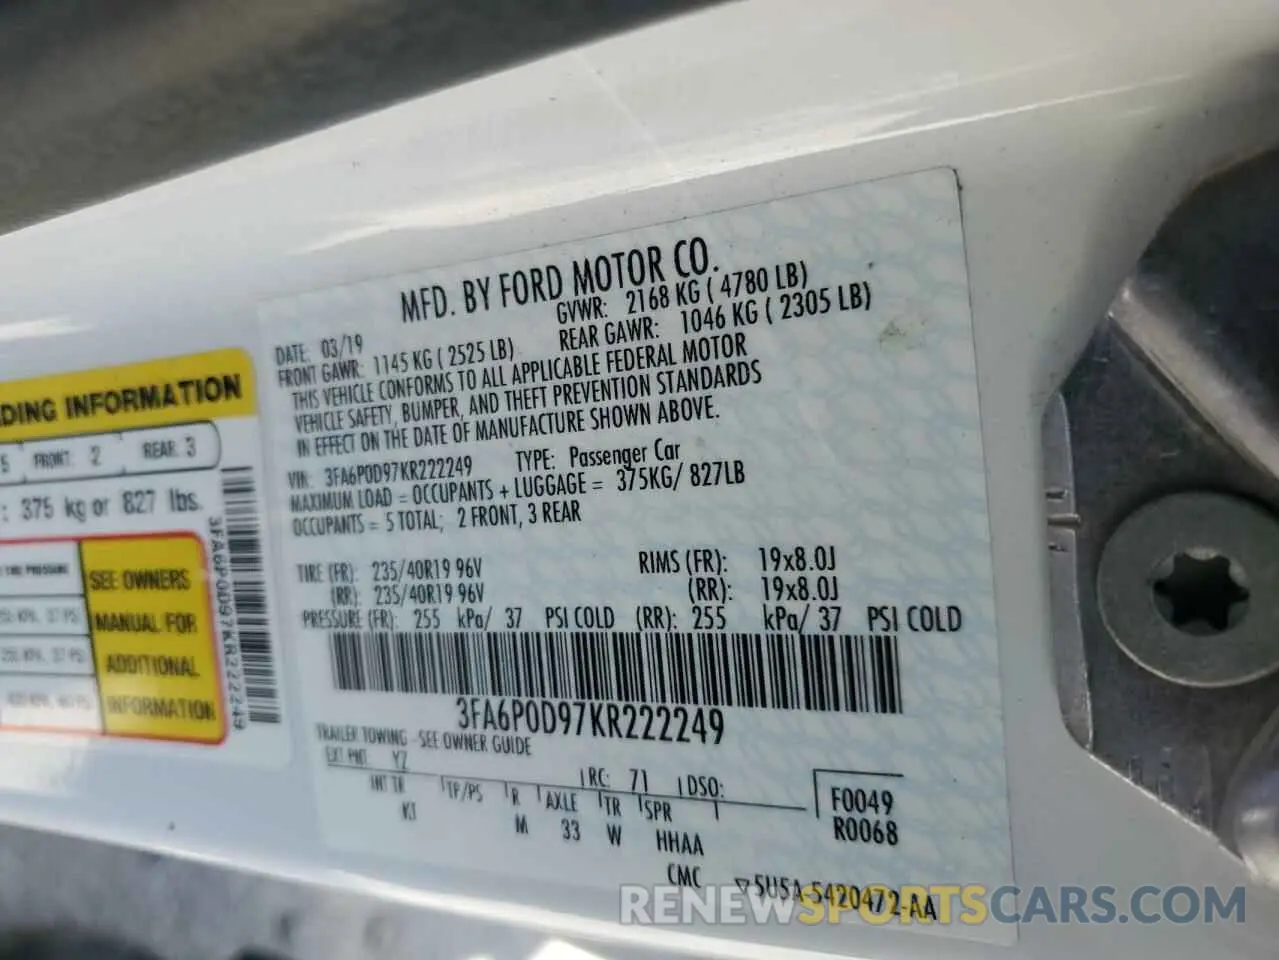 MFD. BY FORD MOTOR CO.
DATE: 03/19 GVWR: 2168 KG ( 4780 LB)
FRONT GAWR: 1145 KG ( 2525 LB) REAR GAWR: 1046 KG ( 2305 LB)
THIS VEHICLE CONFORMS TO ALL APPLICABLE FEDERAL MOTOR
VEHICLE SAFETY, BUMPER, AND THEFT PREVENTION STANDARDS
IN EFFECT ON THE DATE OF MANUFACTURE SHOWN ABOVE.
VIN: 3FA6P0D97KR222249 TYPE: Passenger Car
MAXIMUM LOAD = OCCUPANTS + LUGGAGE = 375KG/ 827LB
OCCUPANTS = 5 TOTAL; 2 FRONT, 3 REAR
TIRE (FR): 235/40R19 96V RIMS (FR): 19x8.0J
(RR): 235/40R19 96V (RR): 19x8.0J
PRESSURE (FR): 255 kPa/ 37 PSI COLD (RR): 255 kPa/ 37 PSI COLD
3FA6P0D97KR222249
TRAILER TOWING - SEE OWNER GUIDE
EXT PNT: YZ RC: 71 DSO:
INT TR TP/PS R AXLE TR SPR
KI M 33 W HHAA
F0049
R0068
CMC 5U5A-5420472-AA
DING INFORMATION
5 FRONT: 2 REAR: 3
: 375 kg or 827 lbs.
SEE OWNERS
MANUAL FOR
ADDITIONAL
INFORMATION
3FA6P0D97KR222249
RENEWSPORTSCARS.COM